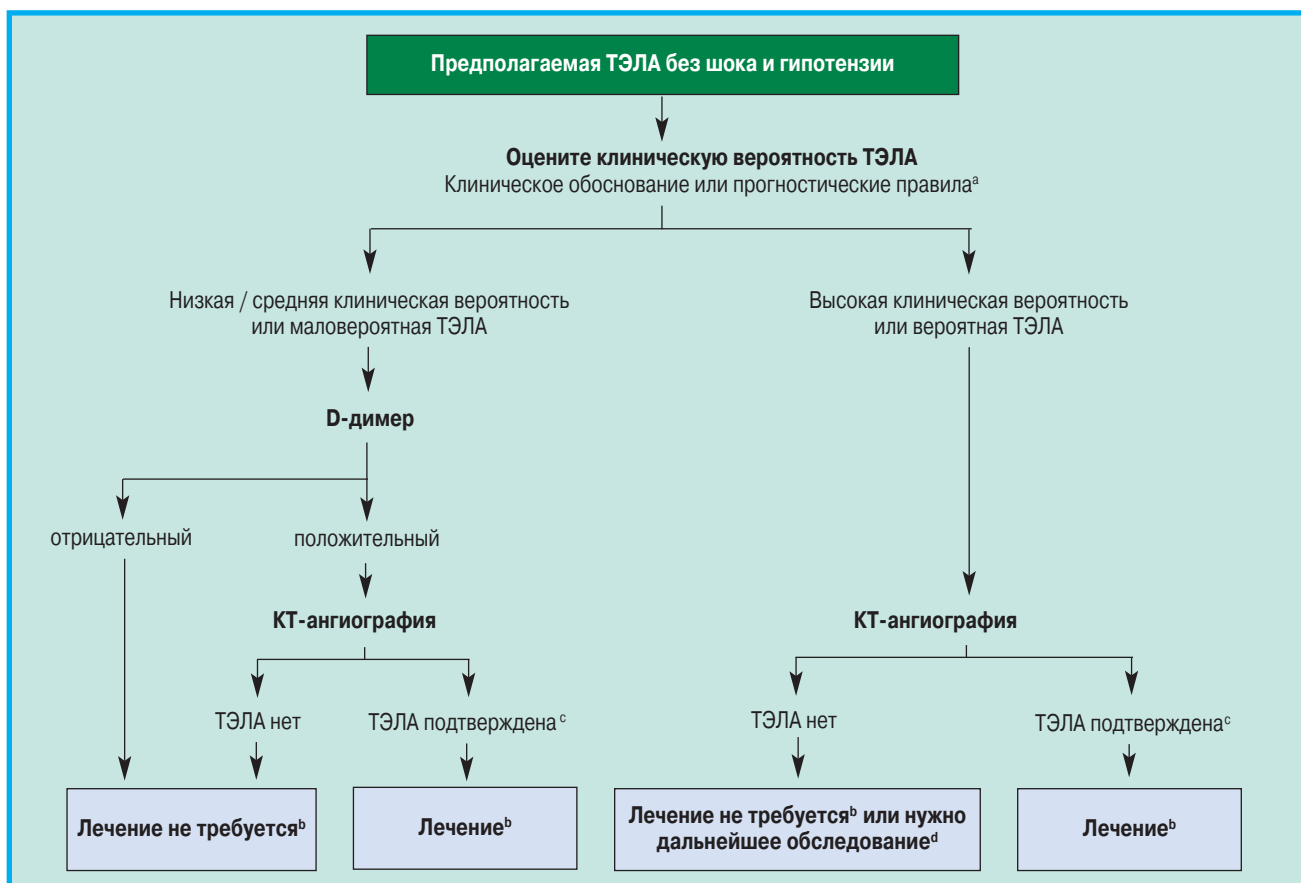 Предполагаемая ТЭЛА без шока и гипотензии
Оцените клиническую вероятность ТЭЛА
Клиническое обоснование или прогностические правилаᵃ
Низкая / средняя клиническая вероятность
или маловероятная ТЭЛА
Высокая клиническая вероятность
или вероятная ТЭЛА
D-димер
отрицательный
положительный
КТ-ангиография
КТ-ангиография
ТЭЛА нет
ТЭЛА подтверждена ᶜ
ТЭЛА нет
ТЭЛА подтвержденаᶜ
Лечение не требуетсяᵇ
Лечениеᵇ
Лечение не требуетсяᵇ или нужно
дальнейшее обследованиеᵈ
Лечениеᵇ